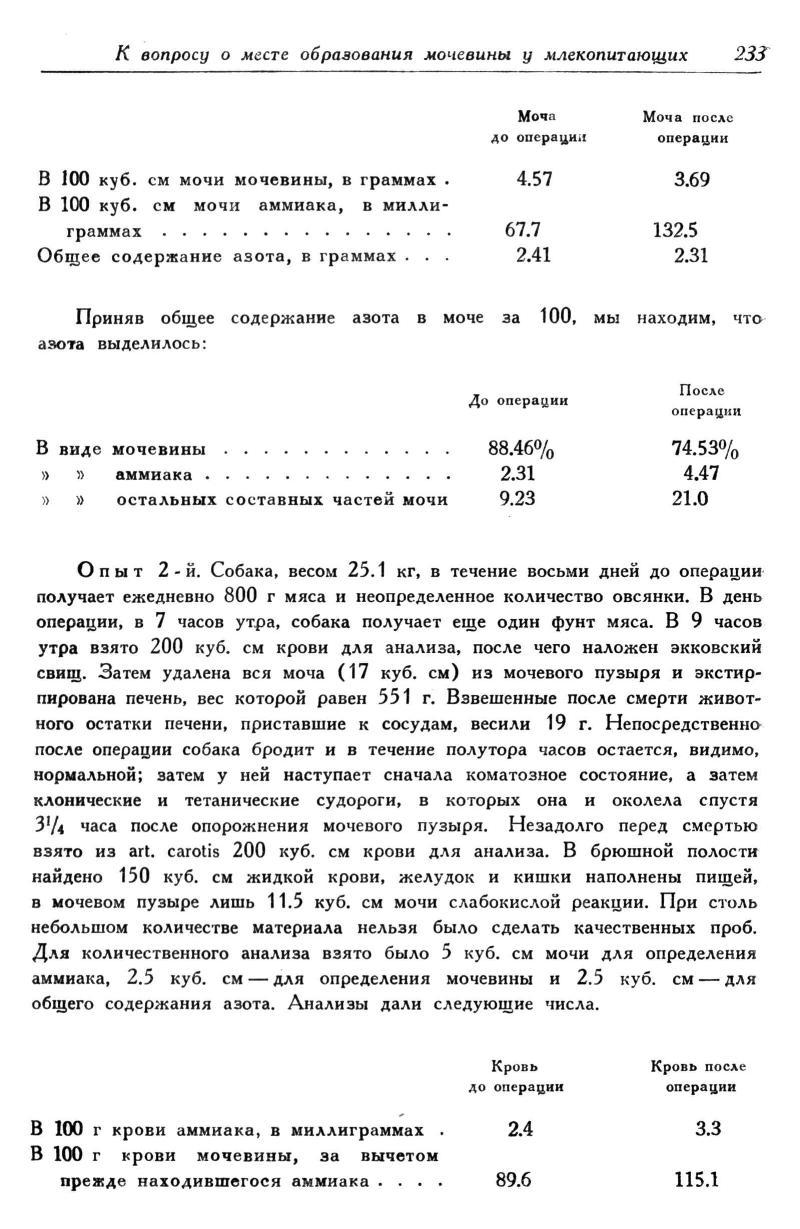 К вопросу о месте образования мочевины у млекопитающих 233
Моча Моча после
до операции операции
В 100 куб. см мочи мочевины, в граммах . 4.57 3.69
В 100 куб. см мочи аммиака, в милли-
граммах . . . . . . . . . . . . . . . 67.7 132.5
Общее содержание азота, в граммах . . . 2.41 2.31
Приняв общее содержание азота в моче за 100, мы находим, что
азота выделилось:
До операции После
операции
В виде мочевины . . . . . . . . . . . . 88.46% 74.53%
» » аммиака . . . . . . . . . . . . . 2.31 4.47
» » остальных составных частей мочи 9.23 21.0
Опыт 2-й. Собака, весом 25.1 кг, в течение восьми дней до операции
получает ежедневно 800 г мяса и неопределенное количество овсянки. В день
операции, в 7 часов утра, собака получает еще один фунт мяса. В 9 часов
утра взято 200 куб. см крови для анализа, после чего наложен экковский
свищ. Затем удалена вся моча (17 куб. см) из мочевого пузыря и экстир-
пирована печень, вес которой равен 551 г. Взвешенные после смерти живот-
ного остатки печени, приставшие к сосудам, весили 19 г. Непосредственно
после операции собака бродит и в течение полутора часов остается, видимо,
нормальной; затем у ней наступает сначала коматозное состояние, а затем
клонические и тетанические судороги, в которых она и околела спустя
3¹/₄ часа после опорожнения мочевого пузыря. Незадолго перед смертью
взято из art. carotis 200 куб. см крови для анализа. В брюшной полости
найдено 150 куб. см жидкой крови, желудок и кишки наполнены пищей,
в мочевом пузыре лишь 11.5 куб. см мочи слабокислой реакции. При столь
небольшом количестве материала нельзя было сделать качественных проб.
Для количественного анализа взято было 5 куб. см мочи для определения
аммиака, 2.5 куб. см — для определения мочевины и 2.5 куб. см — для
общего содержания азота. Анализы дали следующие числа.
Кровь Кровь после
до операции операции
В 100 г крови аммиака, в миллиграммах . 2.4 3.3
В 100 г крови мочевины, за вычетом
прежде находившегося аммиака . . . . 89.6 115.1